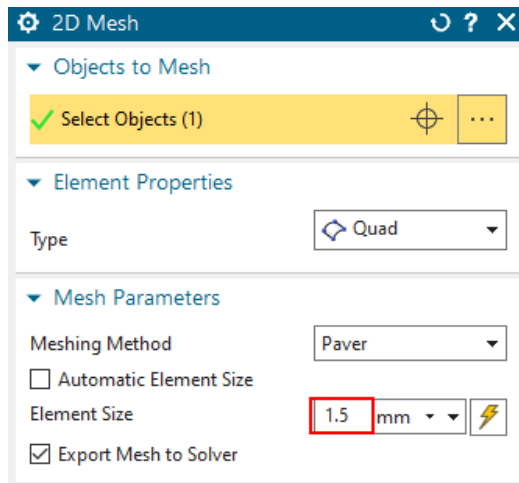 2D Mesh ?
Objects to Mesh
Select Objects (1) ...
Element Properties
Type Quad
Mesh Parameters
Meshing Method Paver
Automatic Element Size
Element Size 1.5 mm
Export Mesh to Solver